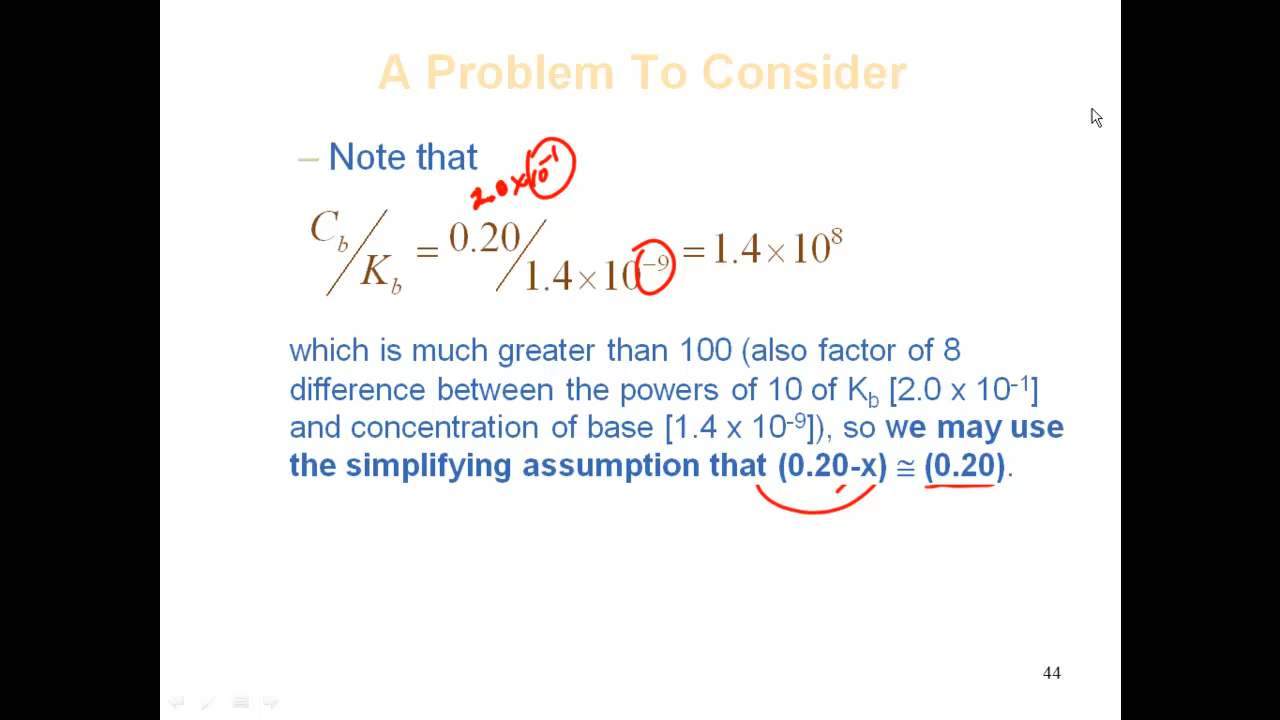 A Problem To Consider
– Note that
2.0 x 10⁻¹
C_b / K_b = 0.20 / 1.4 × 10⁻⁹ = 1.4 × 10⁸
which is much greater than 100 (also factor of 8
difference between the powers of 10 of K_b [2.0 x 10⁻¹]
and concentration of base [1.4 x 10⁻⁹]), so we may use
the simplifying assumption that (0.20-x) ≅ (0.20).
44